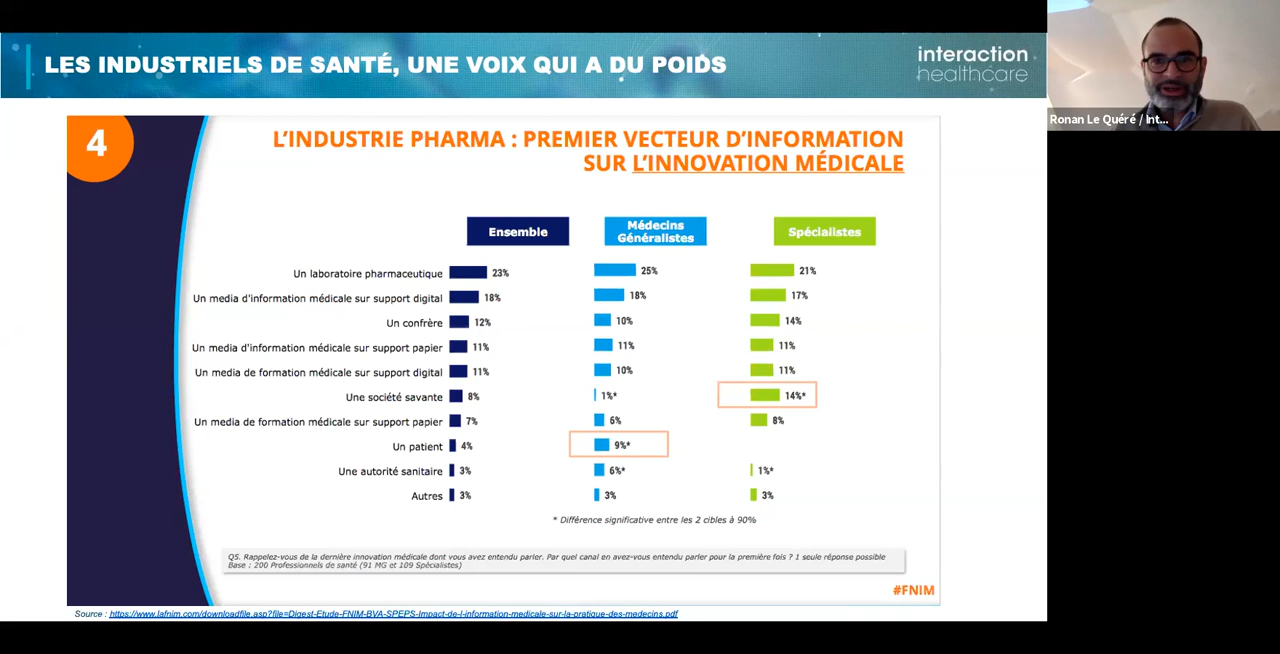 LES INDUSTRIELS DE SANTÉ, UNE VOIX QUI A DU POIDS
interaction
healthcare
Ronan Le Quéré / Int...
4
L'INDUSTRIE PHARMA : PREMIER VECTEUR D'INFORMATION
SUR L'INNOVATION MÉDICALE
Ensemble
Médecins
Généralistes
Spécialistes
Un laboratoire pharmaceutique 23% 25% 21%
Un media d'information médicale sur support digital 18% 18% 17%
Un confrère 12% 10% 14%
Un media d'information médicale sur support papier 11% 11% 11%
Un media de formation médicale sur support digital 11% 10% 11%
Une société savante 8% 1%* 14%*
Un media de formation médicale sur support papier 7% 6% 8%
Un patient 4% 9%*
Une autorité sanitaire 3% 6%* 1%*
Autres 3% 3% 3%
* Différence significative entre les 2 cibles à 90%
Q5. Rappelez-vous de la dernière innovation médicale dont vous avez entendu parler. Par quel canal en avez-vous entendu parler pour la première fois ? 1 seule réponse possible
Base : 200 Professionnels de santé (91 MG et 109 Spécialistes)
#FNIM
Source : https://www.lafnim.com/downloadfile.asp?file=Digest-Etude-FNIM-BVA-SPEPS-Impact-de-l-information-medicale-sur-la-pratique-des-medecins.pdf